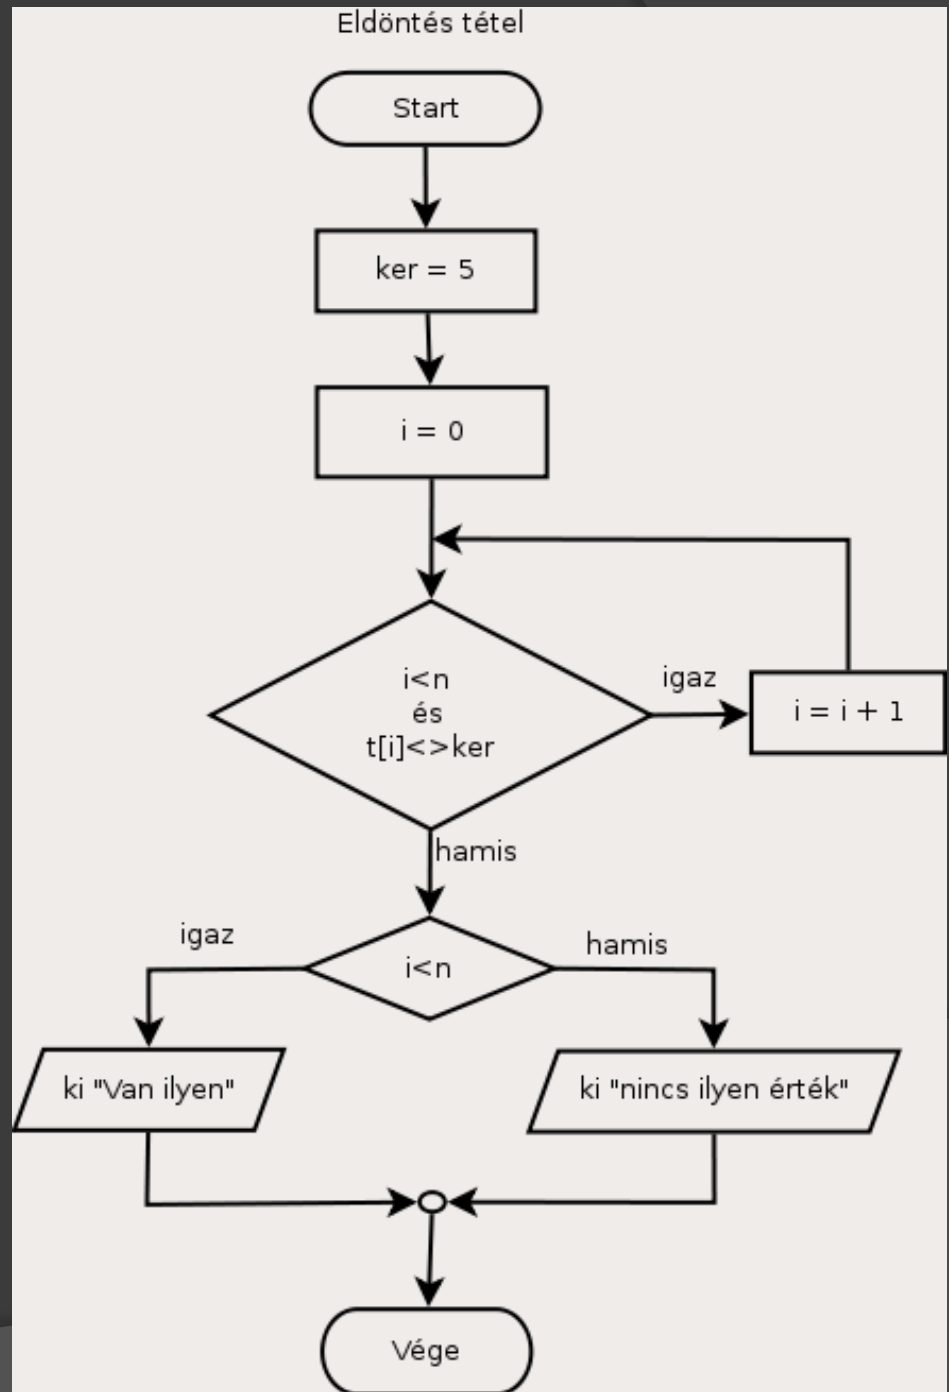 Eldöntés tétel
Start
ker = 5
i = 0
i<n
és
t[i]<>ker
igaz
i = i + 1
hamis
i<n
igaz
hamis
ki "Van ilyen"
ki "nincs ilyen érték"
Vége